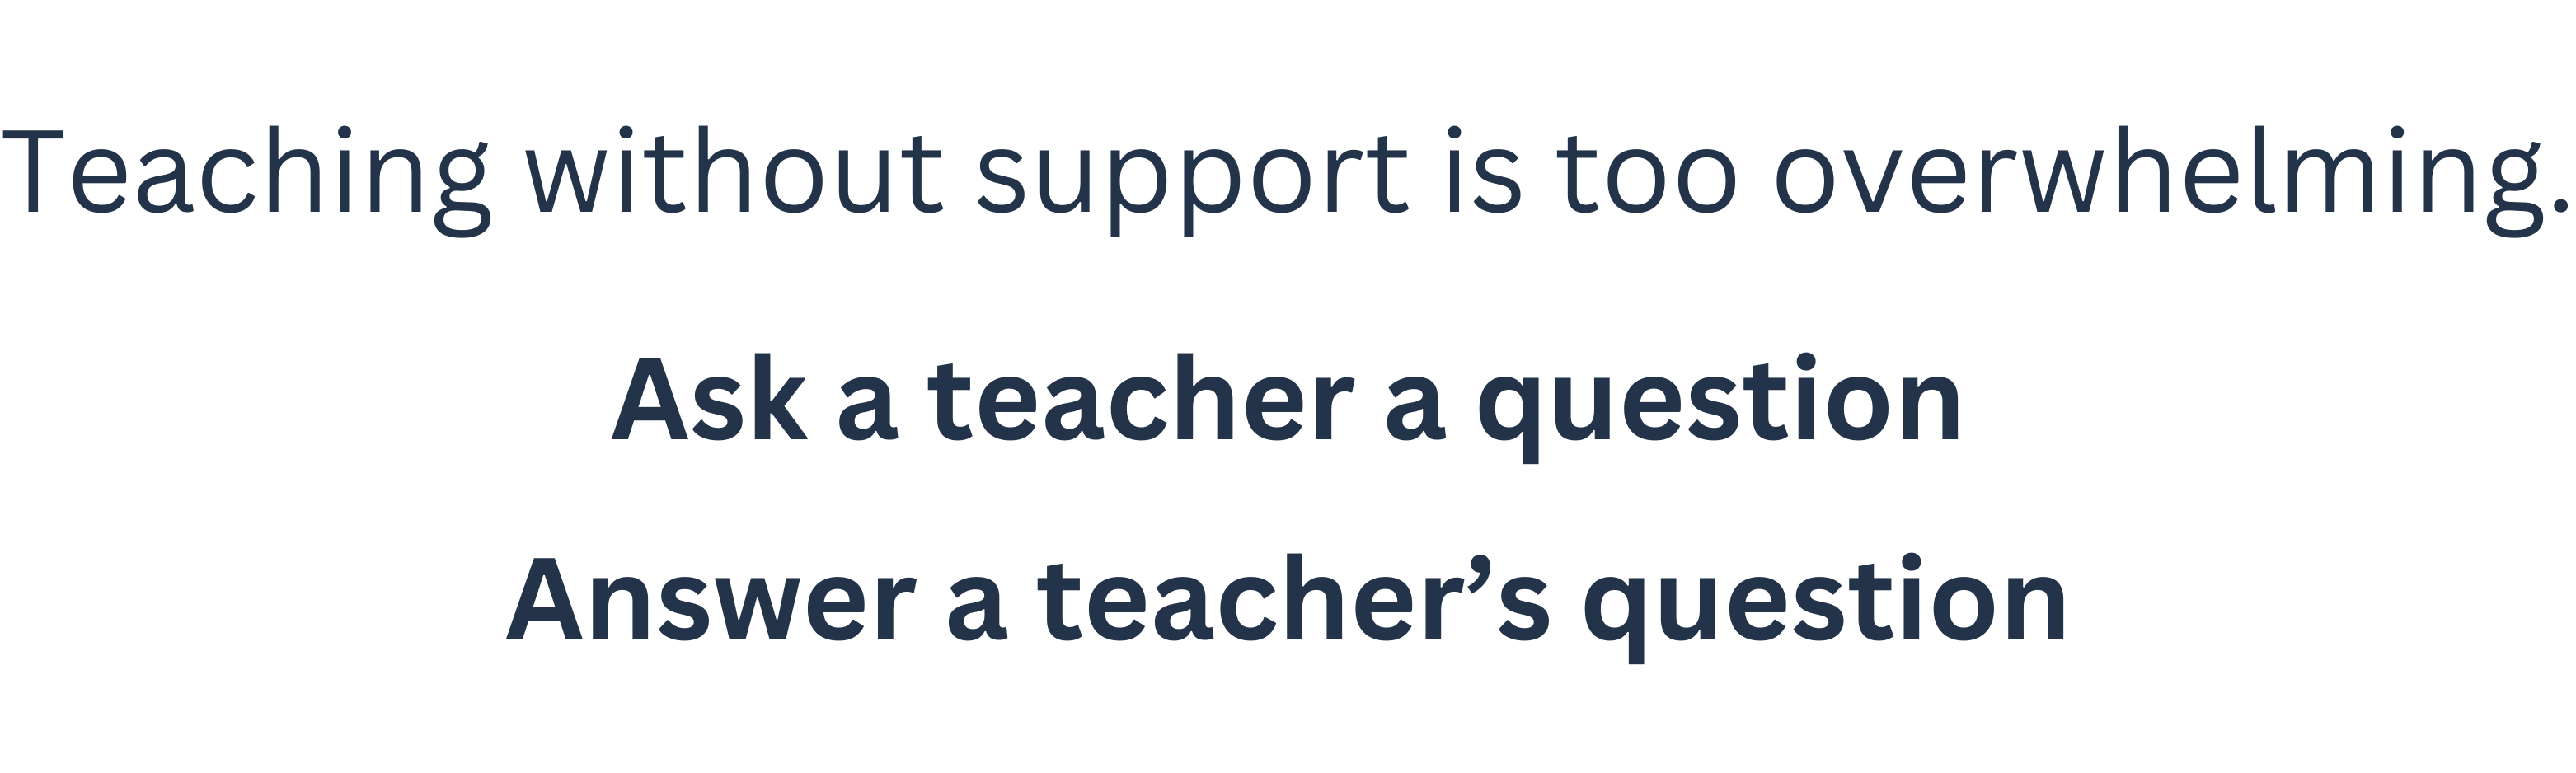 Teaching without support is too overwhelming.
Ask a teacher a question
Answer a teacher’s question